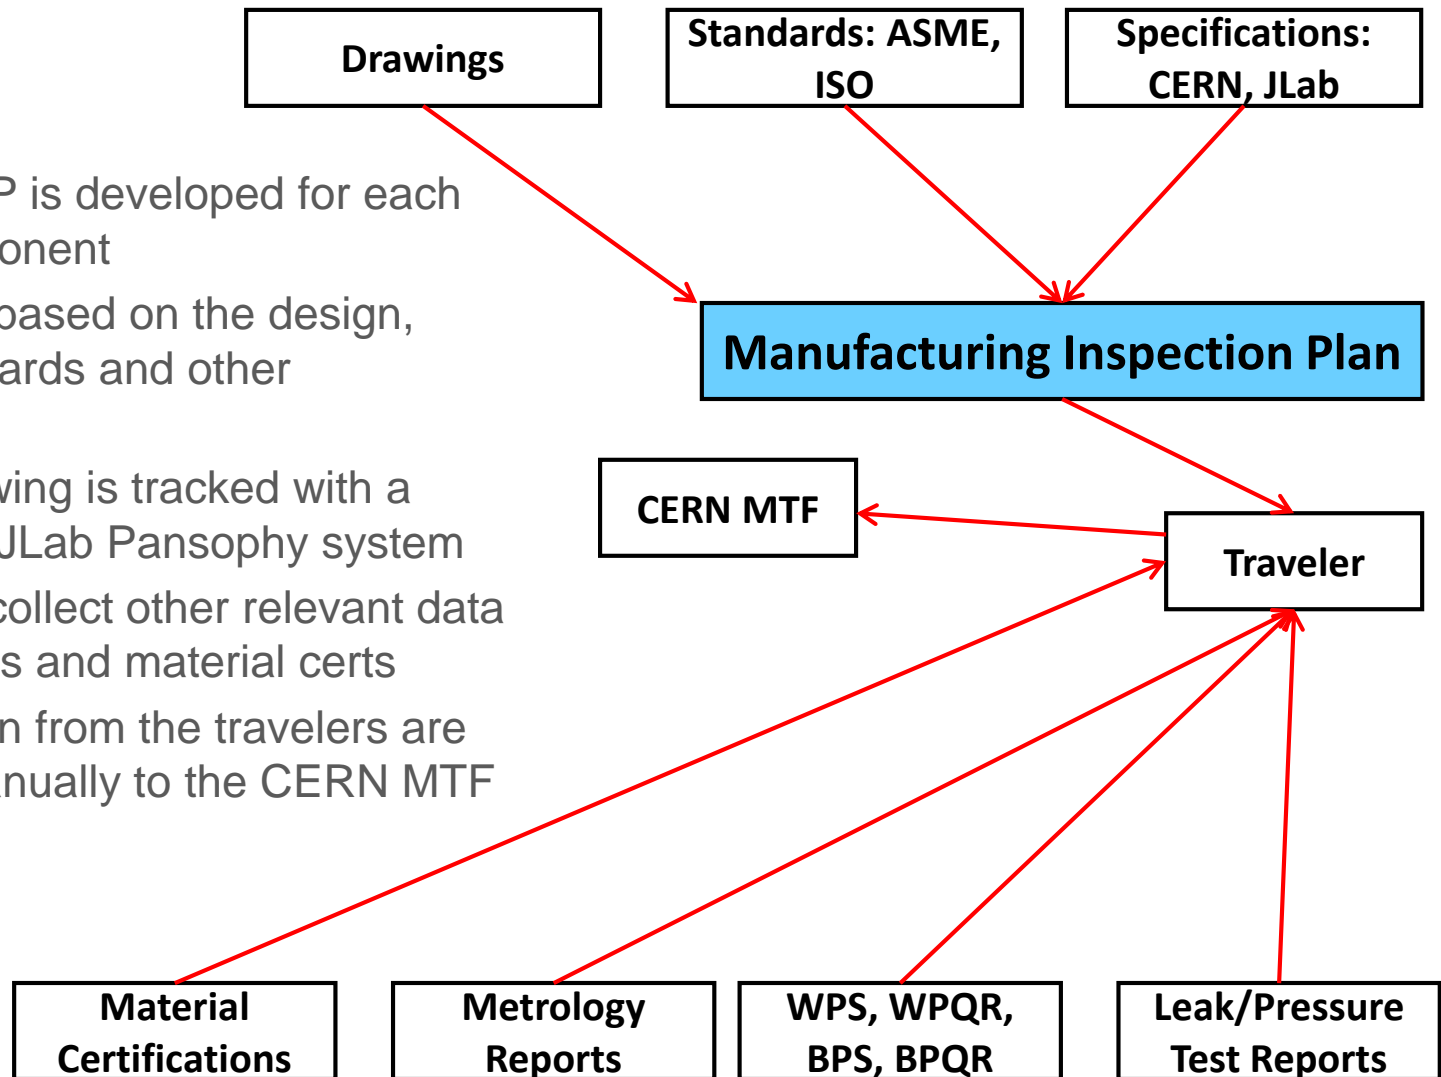 Drawings
Standards: ASME,
ISO
Specifications:
CERN, JLab
P is developed for each
onent
based on the design,
ards and other
Manufacturing Inspection Plan
wing is tracked with a
JLab Pansophy system
collect other relevant data
s and material certs
n from the travelers are
anually to the CERN MTF
CERN MTF
Traveler
Material
Certifications
Metrology
Reports
WPS, WPQR,
BPS, BPQR
Leak/Pressure
Test Reports